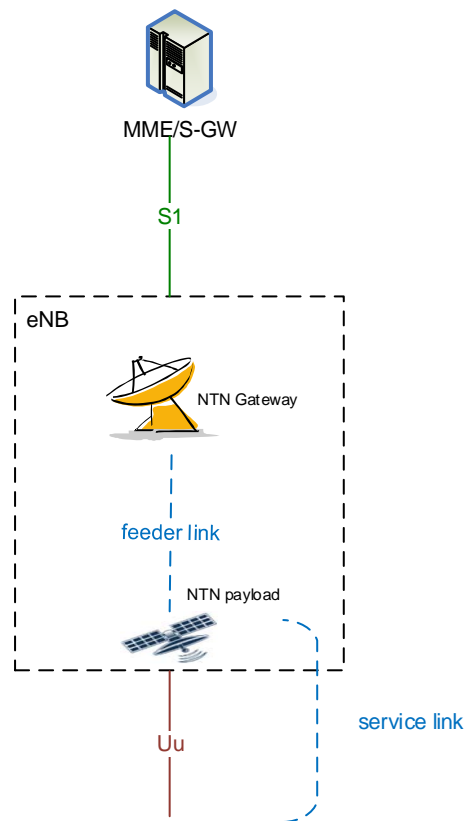 MME/S-GW
S1
eNB
NTN Gateway
feeder link
NTN payload
service link
Uu